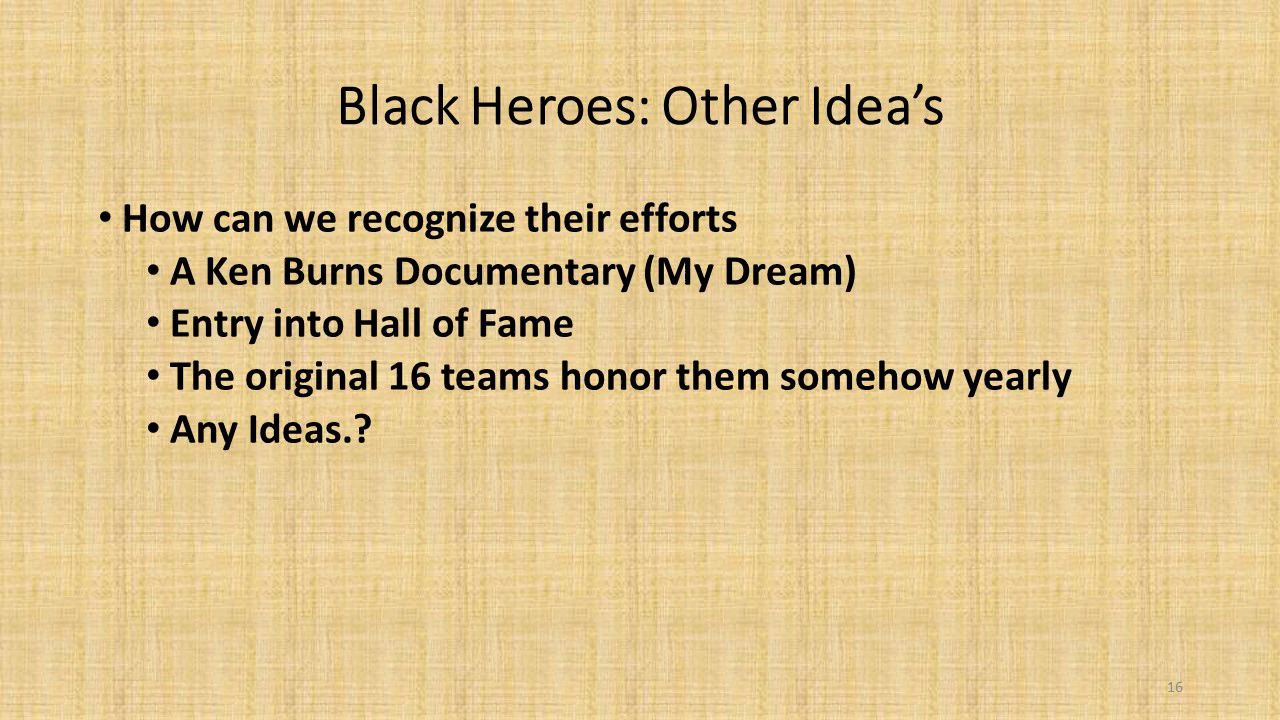 Black Heroes: Other Idea’s
• How can we recognize their efforts
• A Ken Burns Documentary (My Dream)
• Entry into Hall of Fame
• The original 16 teams honor them somehow yearly
• Any Ideas.?
16